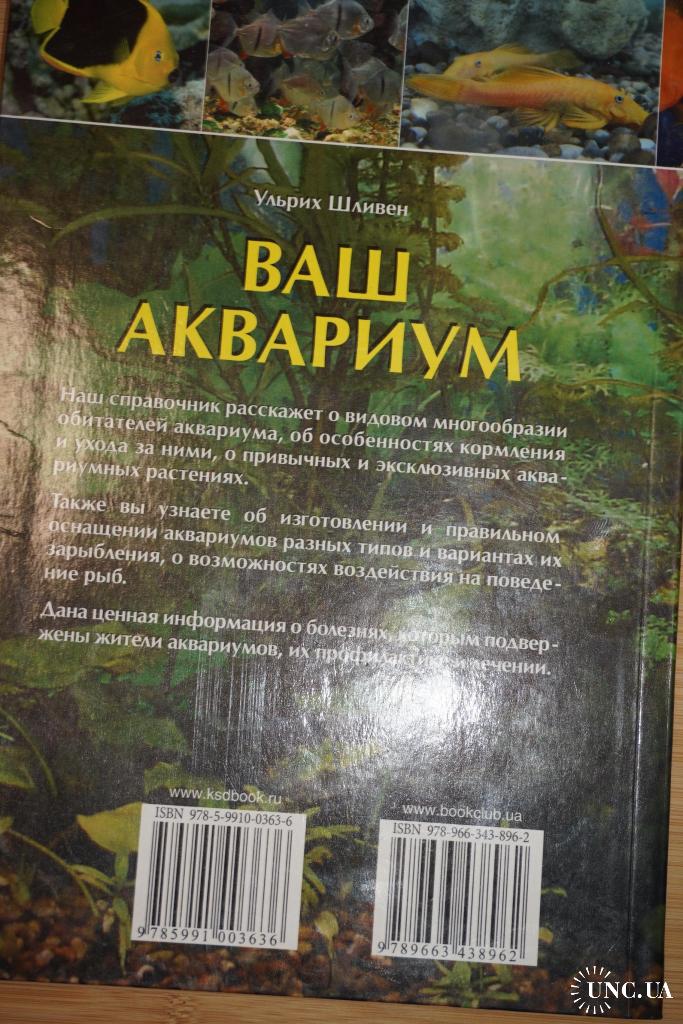 Ульрих Шливен
ВАШ
АКВАРИУМ
Наш справочник расскажет о видовом многообразии
обитателей аквариума, об особенностях кормления
и ухода за ними, о привычных и эксклюзивных аква-
риумных растениях.
Также вы узнаете об изготовлении и правильном
оснащении аквариумов разных типов и вариантах их
зарыбления, о возможностях воздействия на поведе-
ние рыб.
Дана ценная информация о болезнях, которым подвер-
жены жители аквариумов, их профилактике и лечении.
www.ksdbook.ru
ISBN 978-5-9910-0363-6
9 785991 003636
www.bookclub.ua
ISBN 978-966-343-896-2
9 789663 438962
UNC.UA